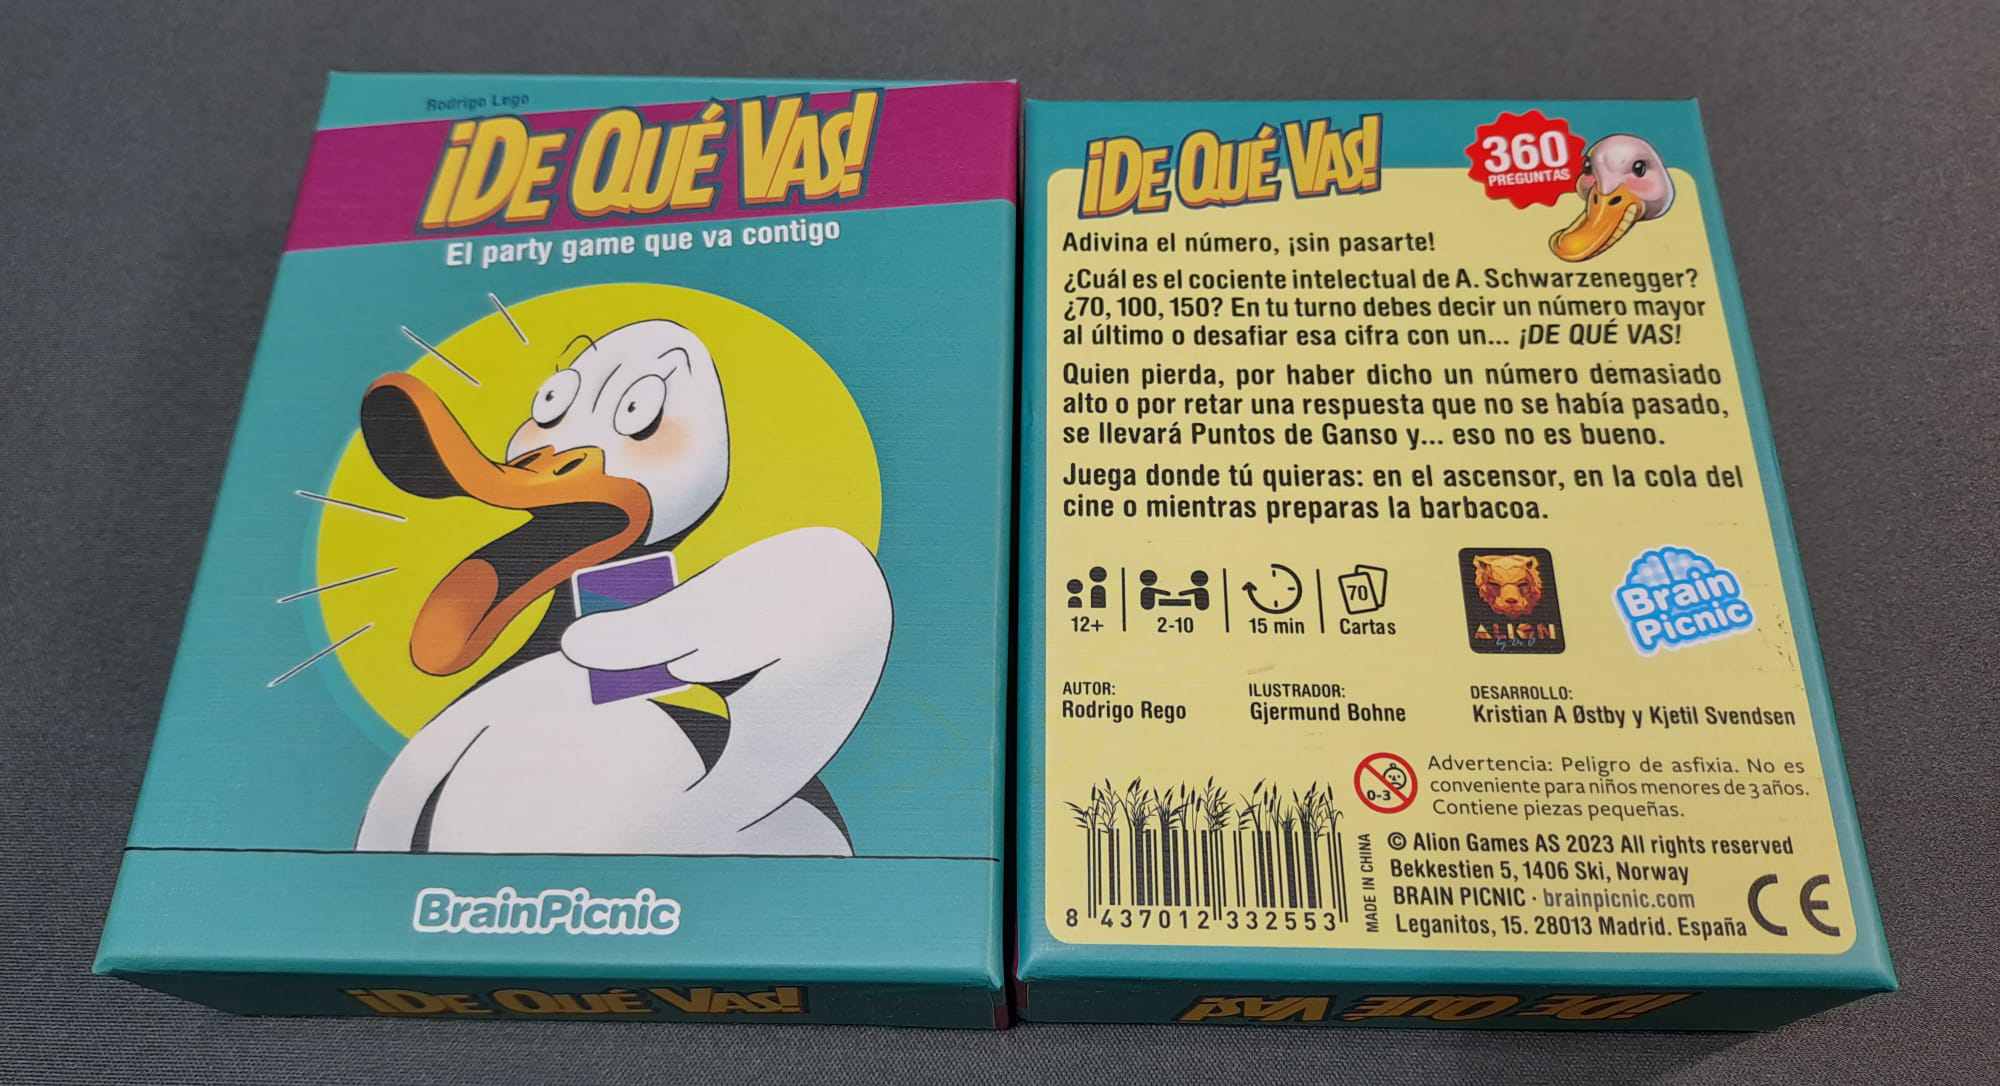 Rodrigo Lego
¡DE QUÉ VAS!
El party game que va contigo
BrainPicnic
¡DE QUÉ VAS!
¡DE QUÉ VAS!
360
PREGUNTAS
Adivina el número, ¡sin pasarte!
¿Cuál es el cociente intelectual de A. Schwarzenegger?
¿70, 100, 150? En tu turno debes decir un número mayor
al último o desafiar esa cifra con un... ¡DE QUÉ VAS!
Quien pierda, por haber dicho un número demasiado
alto o por retar una respuesta que no se había pasado,
se llevará Puntos de Ganso y... eso no es bueno.
Juega donde tú quieras: en el ascensor, en la cola del
cine o mientras preparas la barbacoa.
12+
2-10
15 min
70
Cartas
ALION
Brain
Picnic
AUTOR:
Rodrigo Rego
ILUSTRADOR:
Gjermund Bohne
DESARROLLO:
Kristian A Østby y Kjetil Svendsen
0-3
Advertencia: Peligro de asfixia. No es
conveniente para niños menores de 3 años.
Contiene piezas pequeñas.
8 437012 332553
MADE IN CHINA
© Alion Games AS 2023 All rights reserved
Bekkestien 5, 1406 Ski, Norway
BRAIN PICNIC · brainpicnic.com
Leganitos, 15. 28013 Madrid. España
CE
¡DE QUÉ VAS!